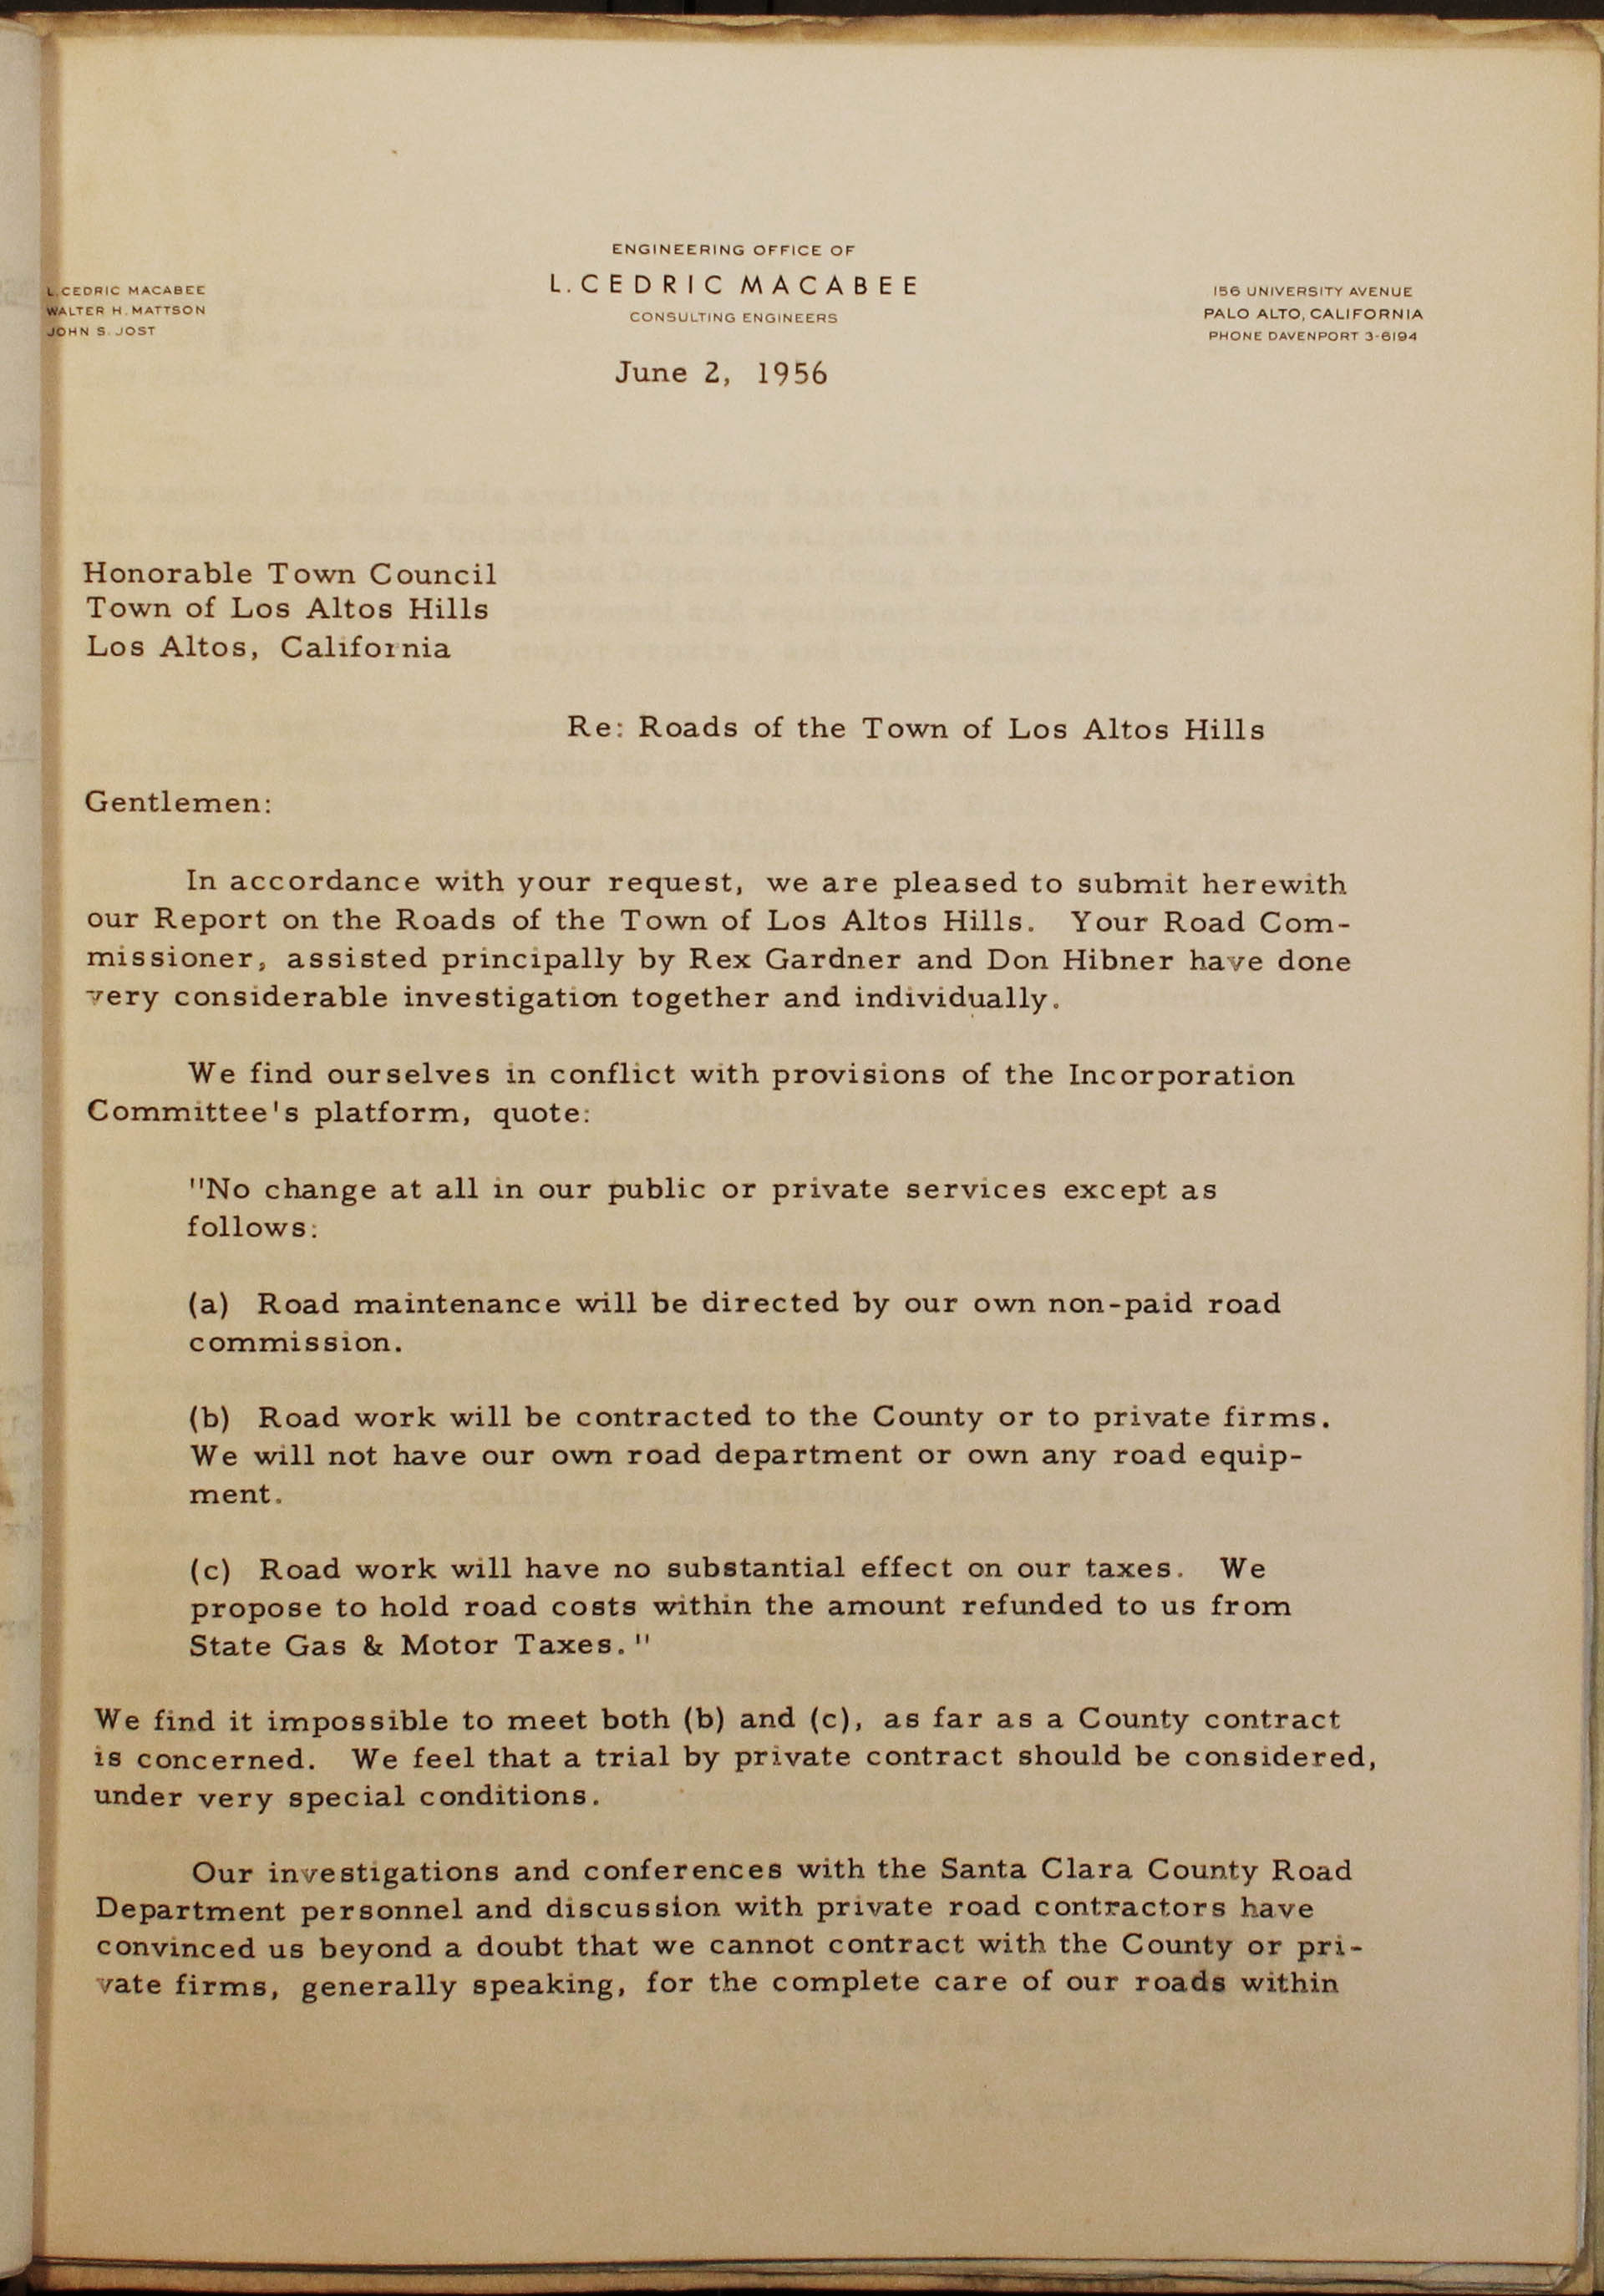 ENGINEERING OFFICE OF
L. CEDRIC MACABEE
CONSULTING ENGINEERS
L. CEDRIC MACABEE
WALTER H. MATTSON
JOHN S. JOST
156 UNIVERSITY AVENUE
PALO ALTO, CALIFORNIA
PHONE DAVENPORT 3-6194
June 2, 1956
Honorable Town Council
Town of Los Altos Hills
Los Altos, California
Re: Roads of the Town of Los Altos Hills
Gentlemen:
In accordance with your request, we are pleased to submit herewith
our Report on the Roads of the Town of Los Altos Hills. Your Road Com-
missioner, assisted principally by Rex Gardner and Don Hibner have done
very considerable investigation together and individually.
We find ourselves in conflict with provisions of the Incorporation
Committee's platform, quote:
"No change at all in our public or private services except as
follows:
(a) Road maintenance will be directed by our own non-paid road
commission.
(b) Road work will be contracted to the County or to private firms.
We will not have our own road department or own any road equip-
ment.
(c) Road work will have no substantial effect on our taxes. We
propose to hold road costs within the amount refunded to us from
State Gas & Motor Taxes."
We find it impossible to meet both (b) and (c), as far as a County contract
is concerned. We feel that a trial by private contract should be considered,
under very special conditions.
Our investigations and conferences with the Santa Clara County Road
Department personnel and discussion with private road contractors have
convinced us beyond a doubt that we cannot contract with the County or pri-
vate firms, generally speaking, for the complete care of our roads within